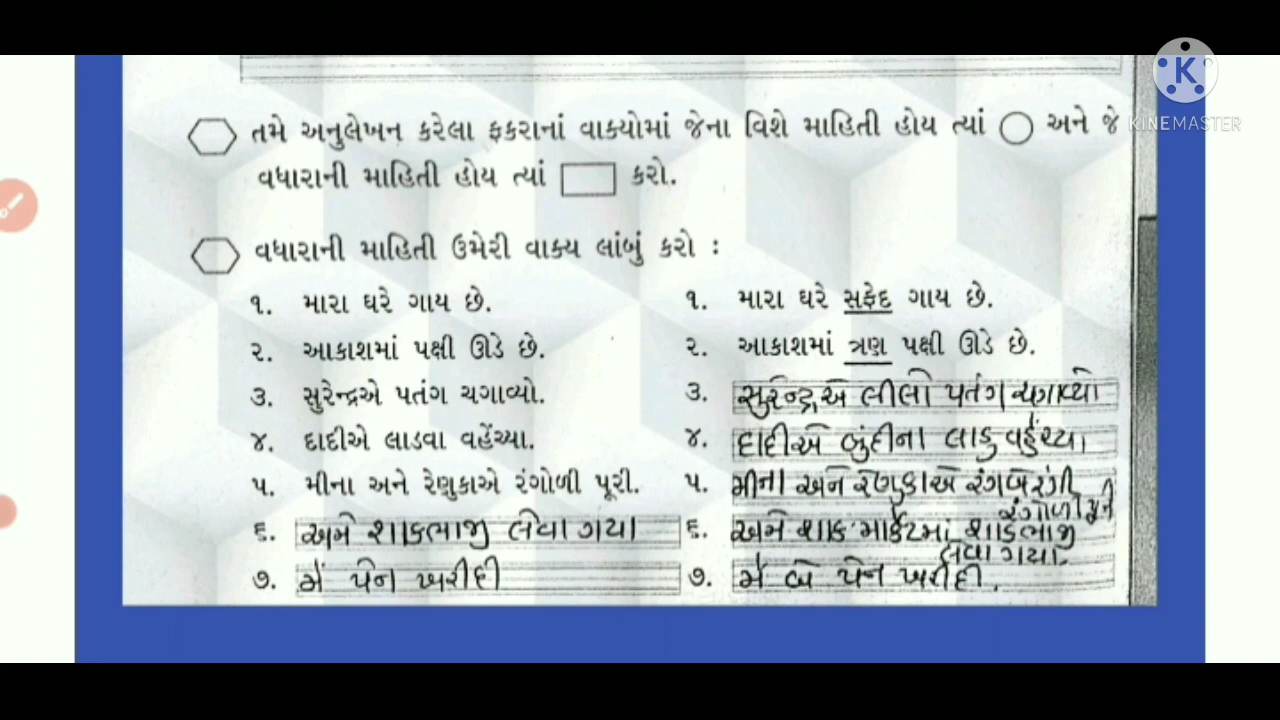 K
KINEMASTER
તમે અનુલેખન કરેલા ફકરાનાં વાક્યોમાં જેના વિશે માહિતી હોય ત્યાં અને જે
વધારાની માહિતી હોય ત્યાં કરો.
વધારાની માહિતી ઉમેરી વાક્ય લાંબું કરો :
૧. મારા ઘરે ગાય છે. ૧. મારા ઘરે સફેદ ગાય છે.
૨. આકાશમાં પક્ષી ઊડે છે. ૨. આકાશમાં ત્રણ પક્ષી ઊડે છે.
૩. સુરેન્દ્રએ પતંગ ચગાવ્યો. ૩. સુરેન્દ્રએ લીલો પતંગ ચગાવ્યો
૪. દાદીએ લાડવા વહેંચ્યા. ૪. દાદીએ બુંદીના લાડુ વહેંચ્યા
૫. મીના અને રેણુકાએ રંગોળી પૂરી. ૫. મીના અને રેણુકાએ રંગબેરંગી
રંગોળી પૂરી
૬. અમે શાકભાજી લેવા ગયા ૬. અમે શાક માર્કેટમાં શાકભાજી
લેવા ગયા.
૭. મેં પેન ખરીદી ૭. મેં બે પેન ખરીદી.